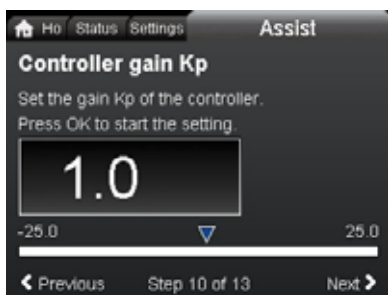 Ho Status Settings Assist
Controller gain Kp
Set the gain Kp of the controller.
Press OK to start the setting.
1.0
-25.0 25.0
Previous Step 10 of 13 Next